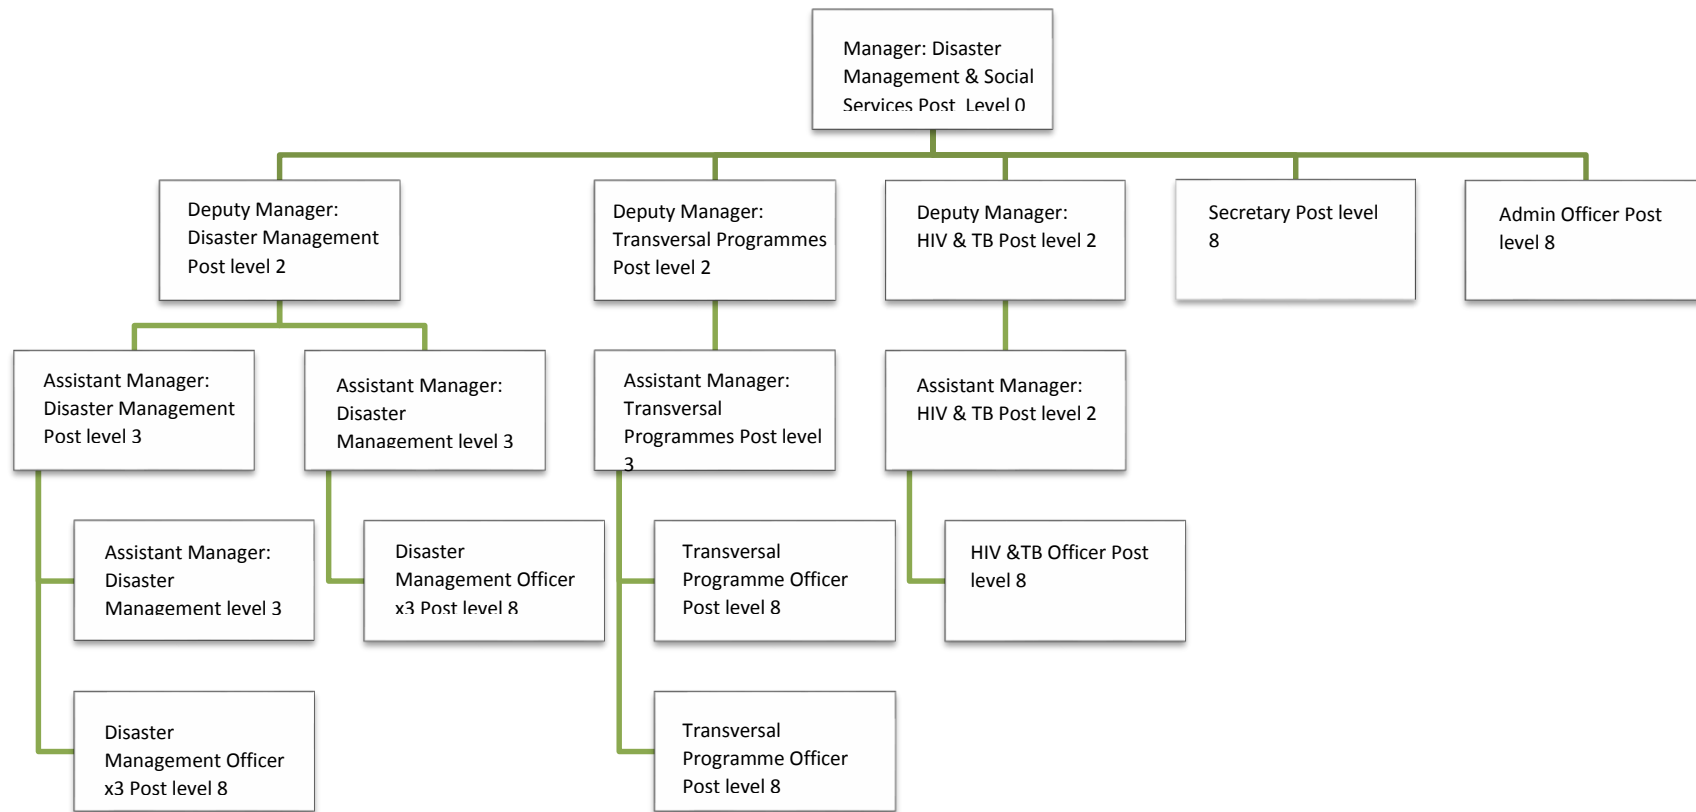 Manager: Disaster
Management & Social
Services Post Level 0
Deputy Manager:
Disaster Management
Post level 2
Deputy Manager:
Transversal Programmes
Post level 2
Deputy Manager:
HIV & TB Post level 2
Secretary Post level
8
Admin Officer Post
level 8
Assistant Manager:
Disaster Management
Post level 3
Assistant Manager:
Disaster
Management level 3
Assistant Manager:
Transversal
Programmes Post level
3
Assistant Manager:
HIV & TB Post level 2
Assistant Manager:
Disaster
Management level 3
Disaster
Management Officer
x3 Post level 8
Transversal
Programme Officer
Post level 8
HIV &TB Officer Post
level 8
Disaster
Management Officer
x3 Post level 8
Transversal
Programme Officer
Post level 8